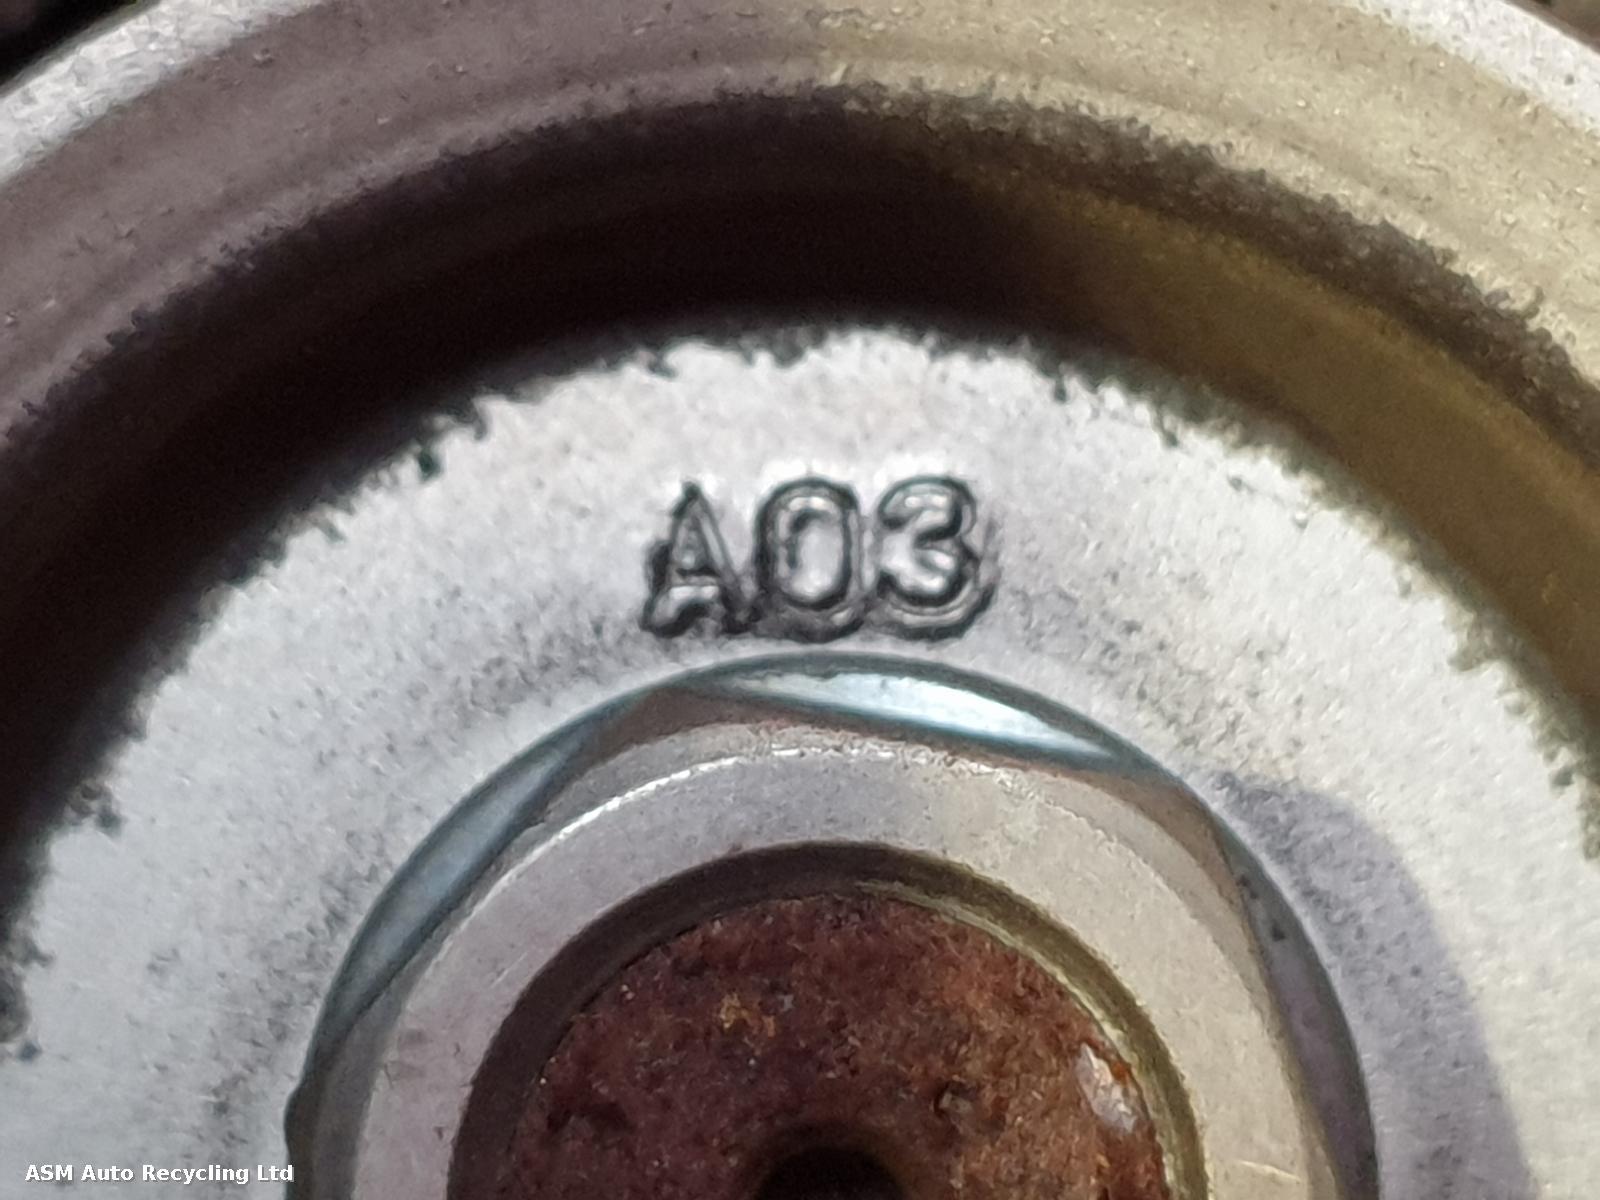 A03
ASM Auto Recycling Ltd